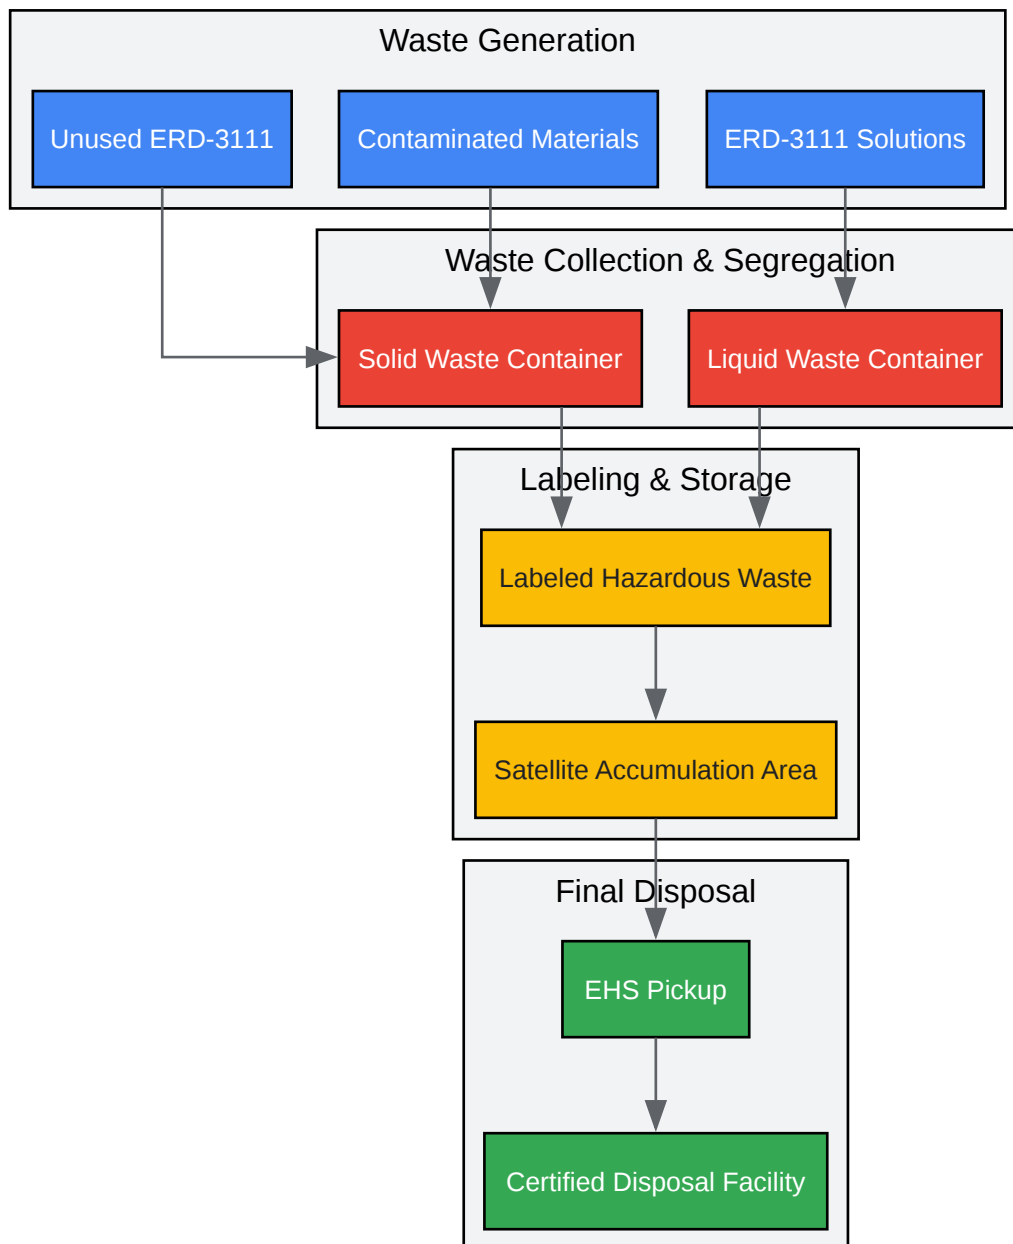 Waste Generation
Unused ERD-3111
Contaminated Materials
ERD-3111 Solutions
Waste Collection & Segregation
Solid Waste Container
Liquid Waste Container
Labeling & Storage
Labeled Hazardous Waste
Satellite Accumulation Area
Final Disposal
EHS Pickup
Certified Disposal Facility